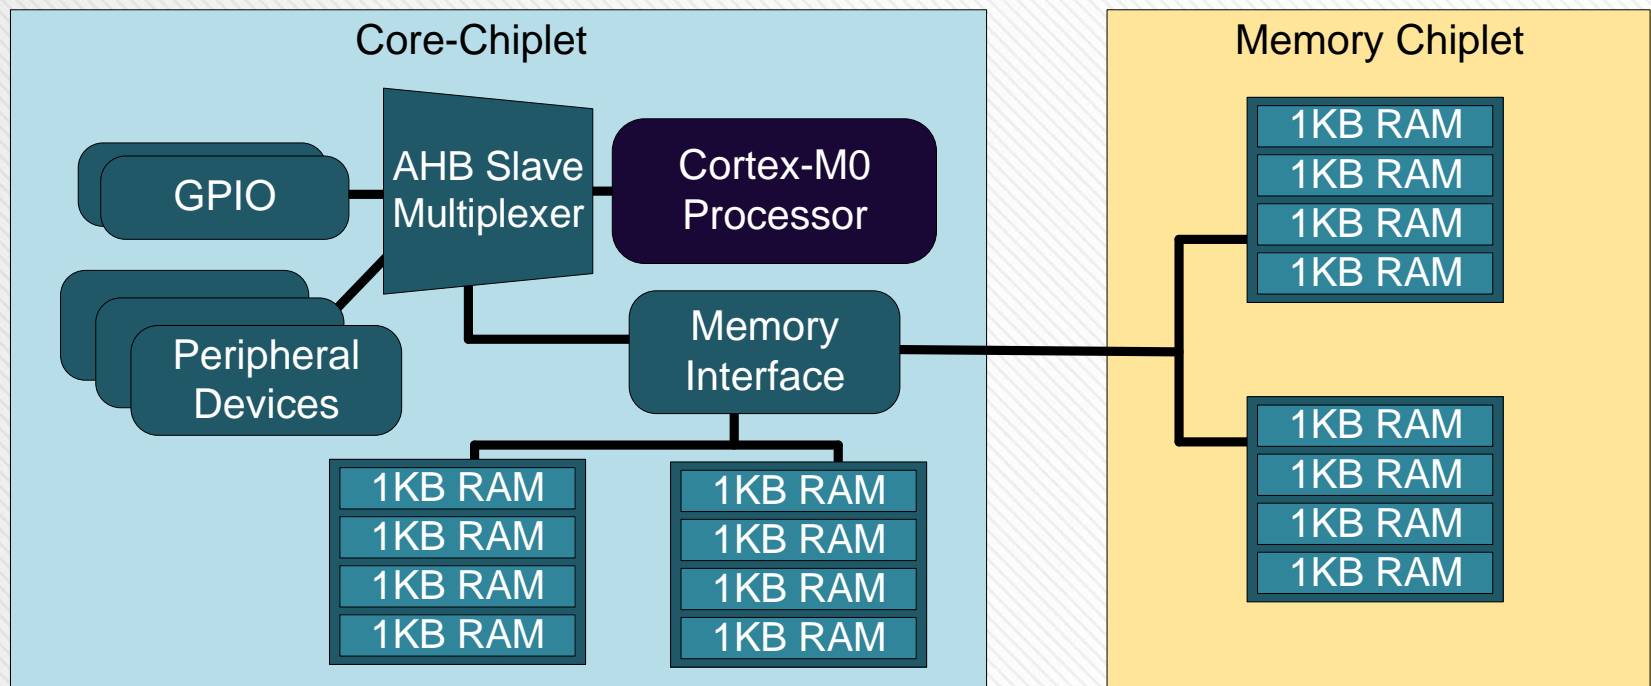 Core-Chiplet
AHB Slave
Multiplexer
Cortex-M0
Processor
GPIO
Peripheral
Devices
Memory
Interface
1KB RAM
1KB RAM
1KB RAM
1KB RAM
1KB RAM
1KB RAM
1KB RAM
1KB RAM
Memory Chiplet
1KB RAM
1KB RAM
1KB RAM
1KB RAM
1KB RAM
1KB RAM
1KB RAM
1KB RAM